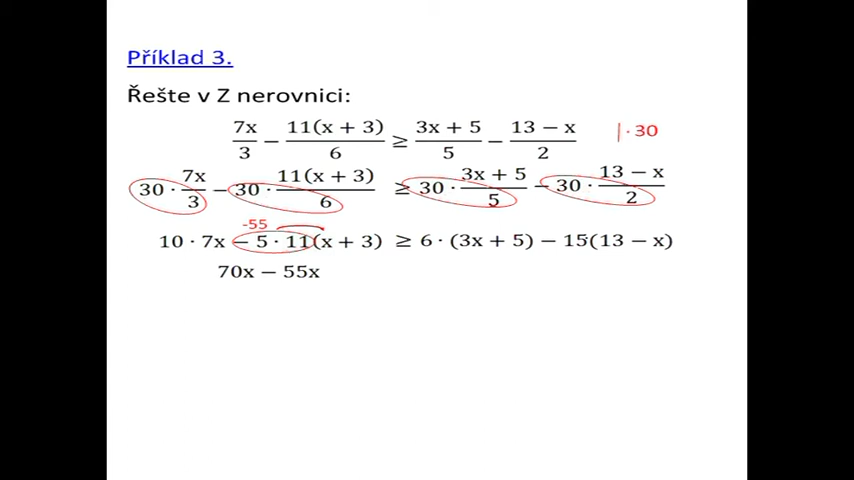 Příklad 3.
Řešte v Z nerovnici:
7x/3 − 11(x + 3)/6 ≥ 3x + 5/5 − 13 − x/2 | · 30
30 · 7x/3 − 30 · 11(x + 3)/6 ≥ 30 · 3x + 5/5 − 30 · 13 − x/2
-55
10 · 7x − 5 · 11(x + 3) ≥ 6 · (3x + 5) − 15(13 − x)
70x − 55x